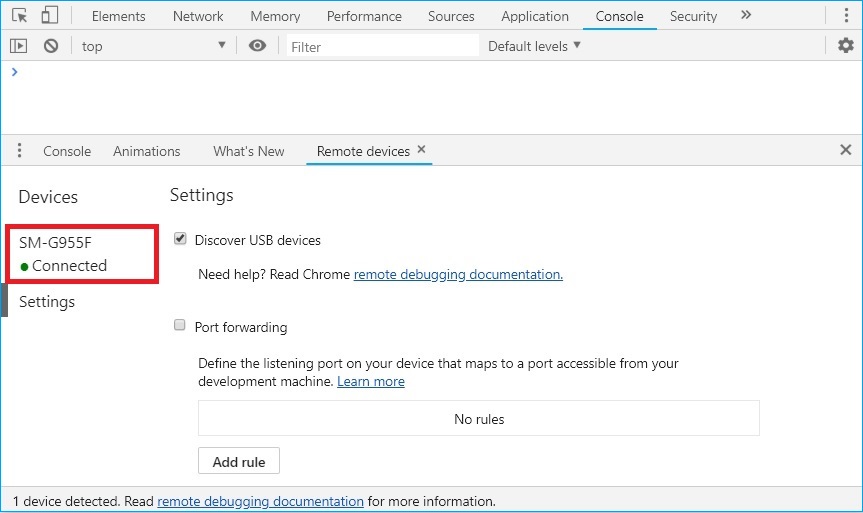 Elements Network Memory Performance Sources Application Console Security »
top Filter Default levels
Console Animations What's New Remote devices
Devices
Settings
SM-G955F
Connected
Settings
Discover USB devices
Need help? Read Chrome remote debugging documentation.
Port forwarding
Define the listening port on your device that maps to a port accessible from your
development machine. Learn more
No rules
Add rule
1 device detected. Read remote debugging documentation for more information.